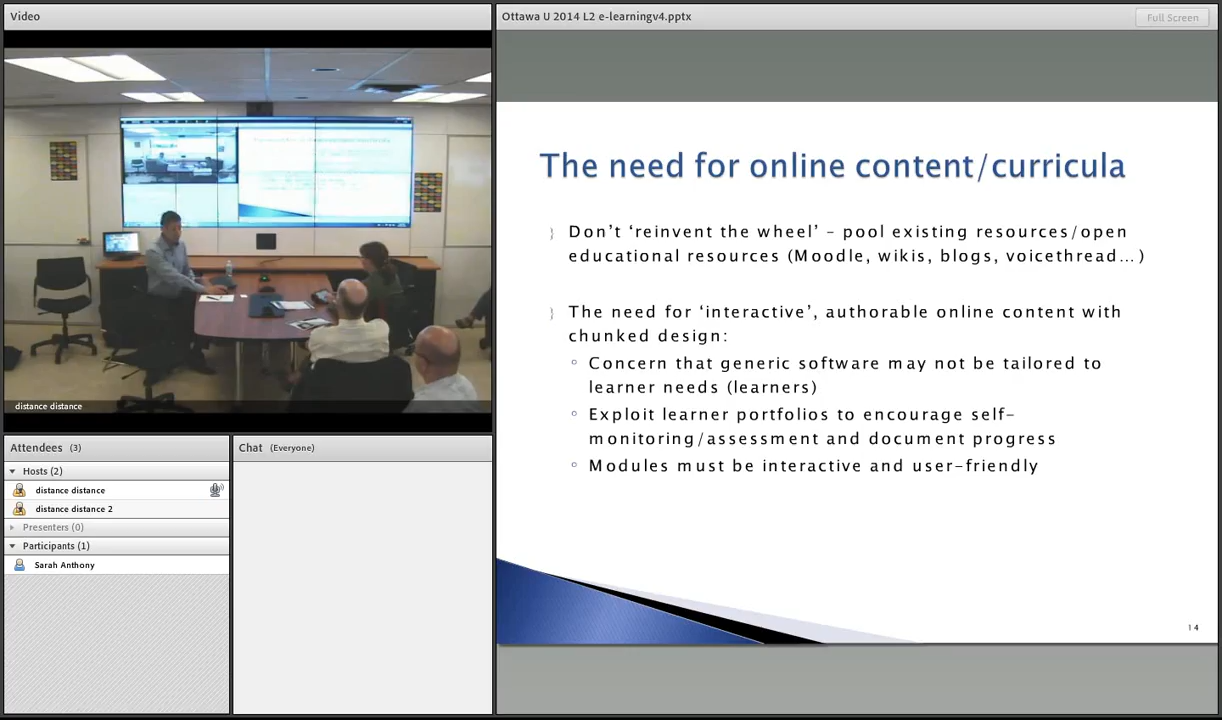 Video
Ottawa U 2014 L2 e-learningv4.pptx
Full Screen
The need for online content/curricula
Don’t ‘reinvent the wheel’ – pool existing resources/open
educational resources (Moodle, wikis, blogs, voicethread…)
The need for ‘interactive’, authorable online content with
chunked design:
Concern that generic software may not be tailored to
learner needs (learners)
Exploit learner portfolios to encourage self-
monitoring/assessment and document progress
Modules must be interactive and user-friendly
14
distance distance
Attendees (3)
Hosts (2)
distance distance
distance distance 2
Presenters (0)
Participants (1)
Sarah Anthony
Chat (Everyone)